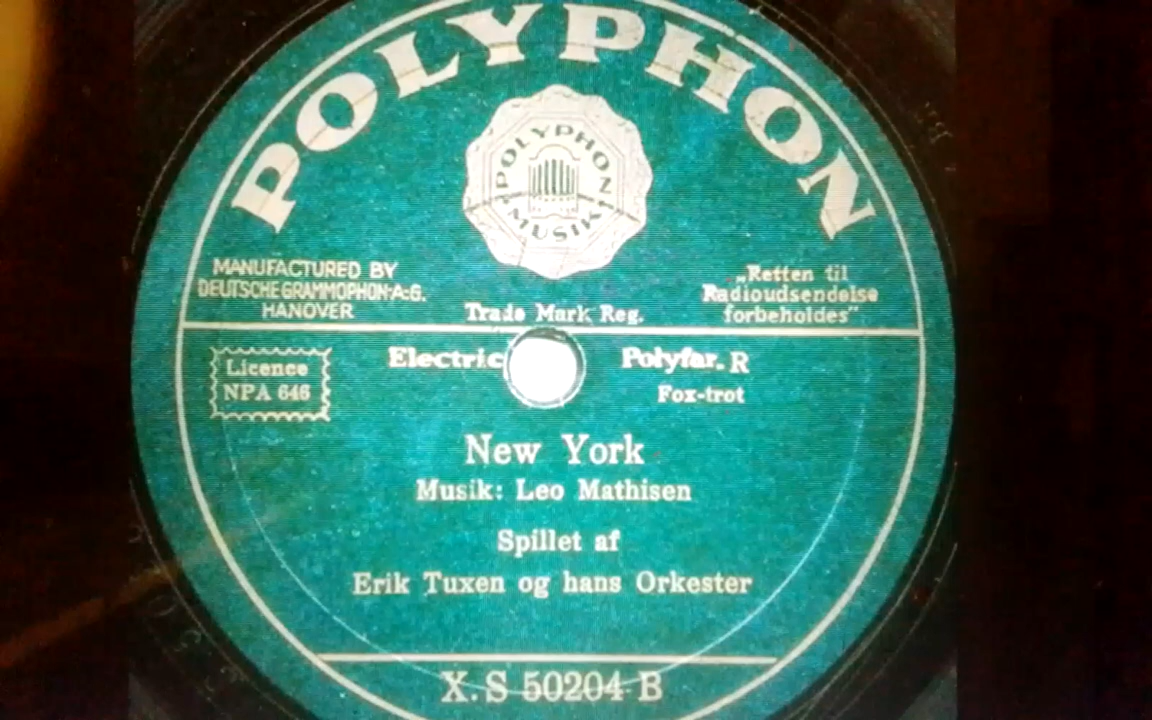 POLYPHON
POLYPHON
MUSIK
MANUFACTURED BY
DEUTSCHE GRAMMOPHON-A:G.
HANOVER
Trade Mark Reg.
„Retten til
Radioudsendelse
forbeholdes"
Licence
NPA 646
Electric
Polyfar. R
Fox-trot
New York
Musik: Leo Mathisen
Spillet af
Erik Tuxen og hans Orkester
X. S 50204 B